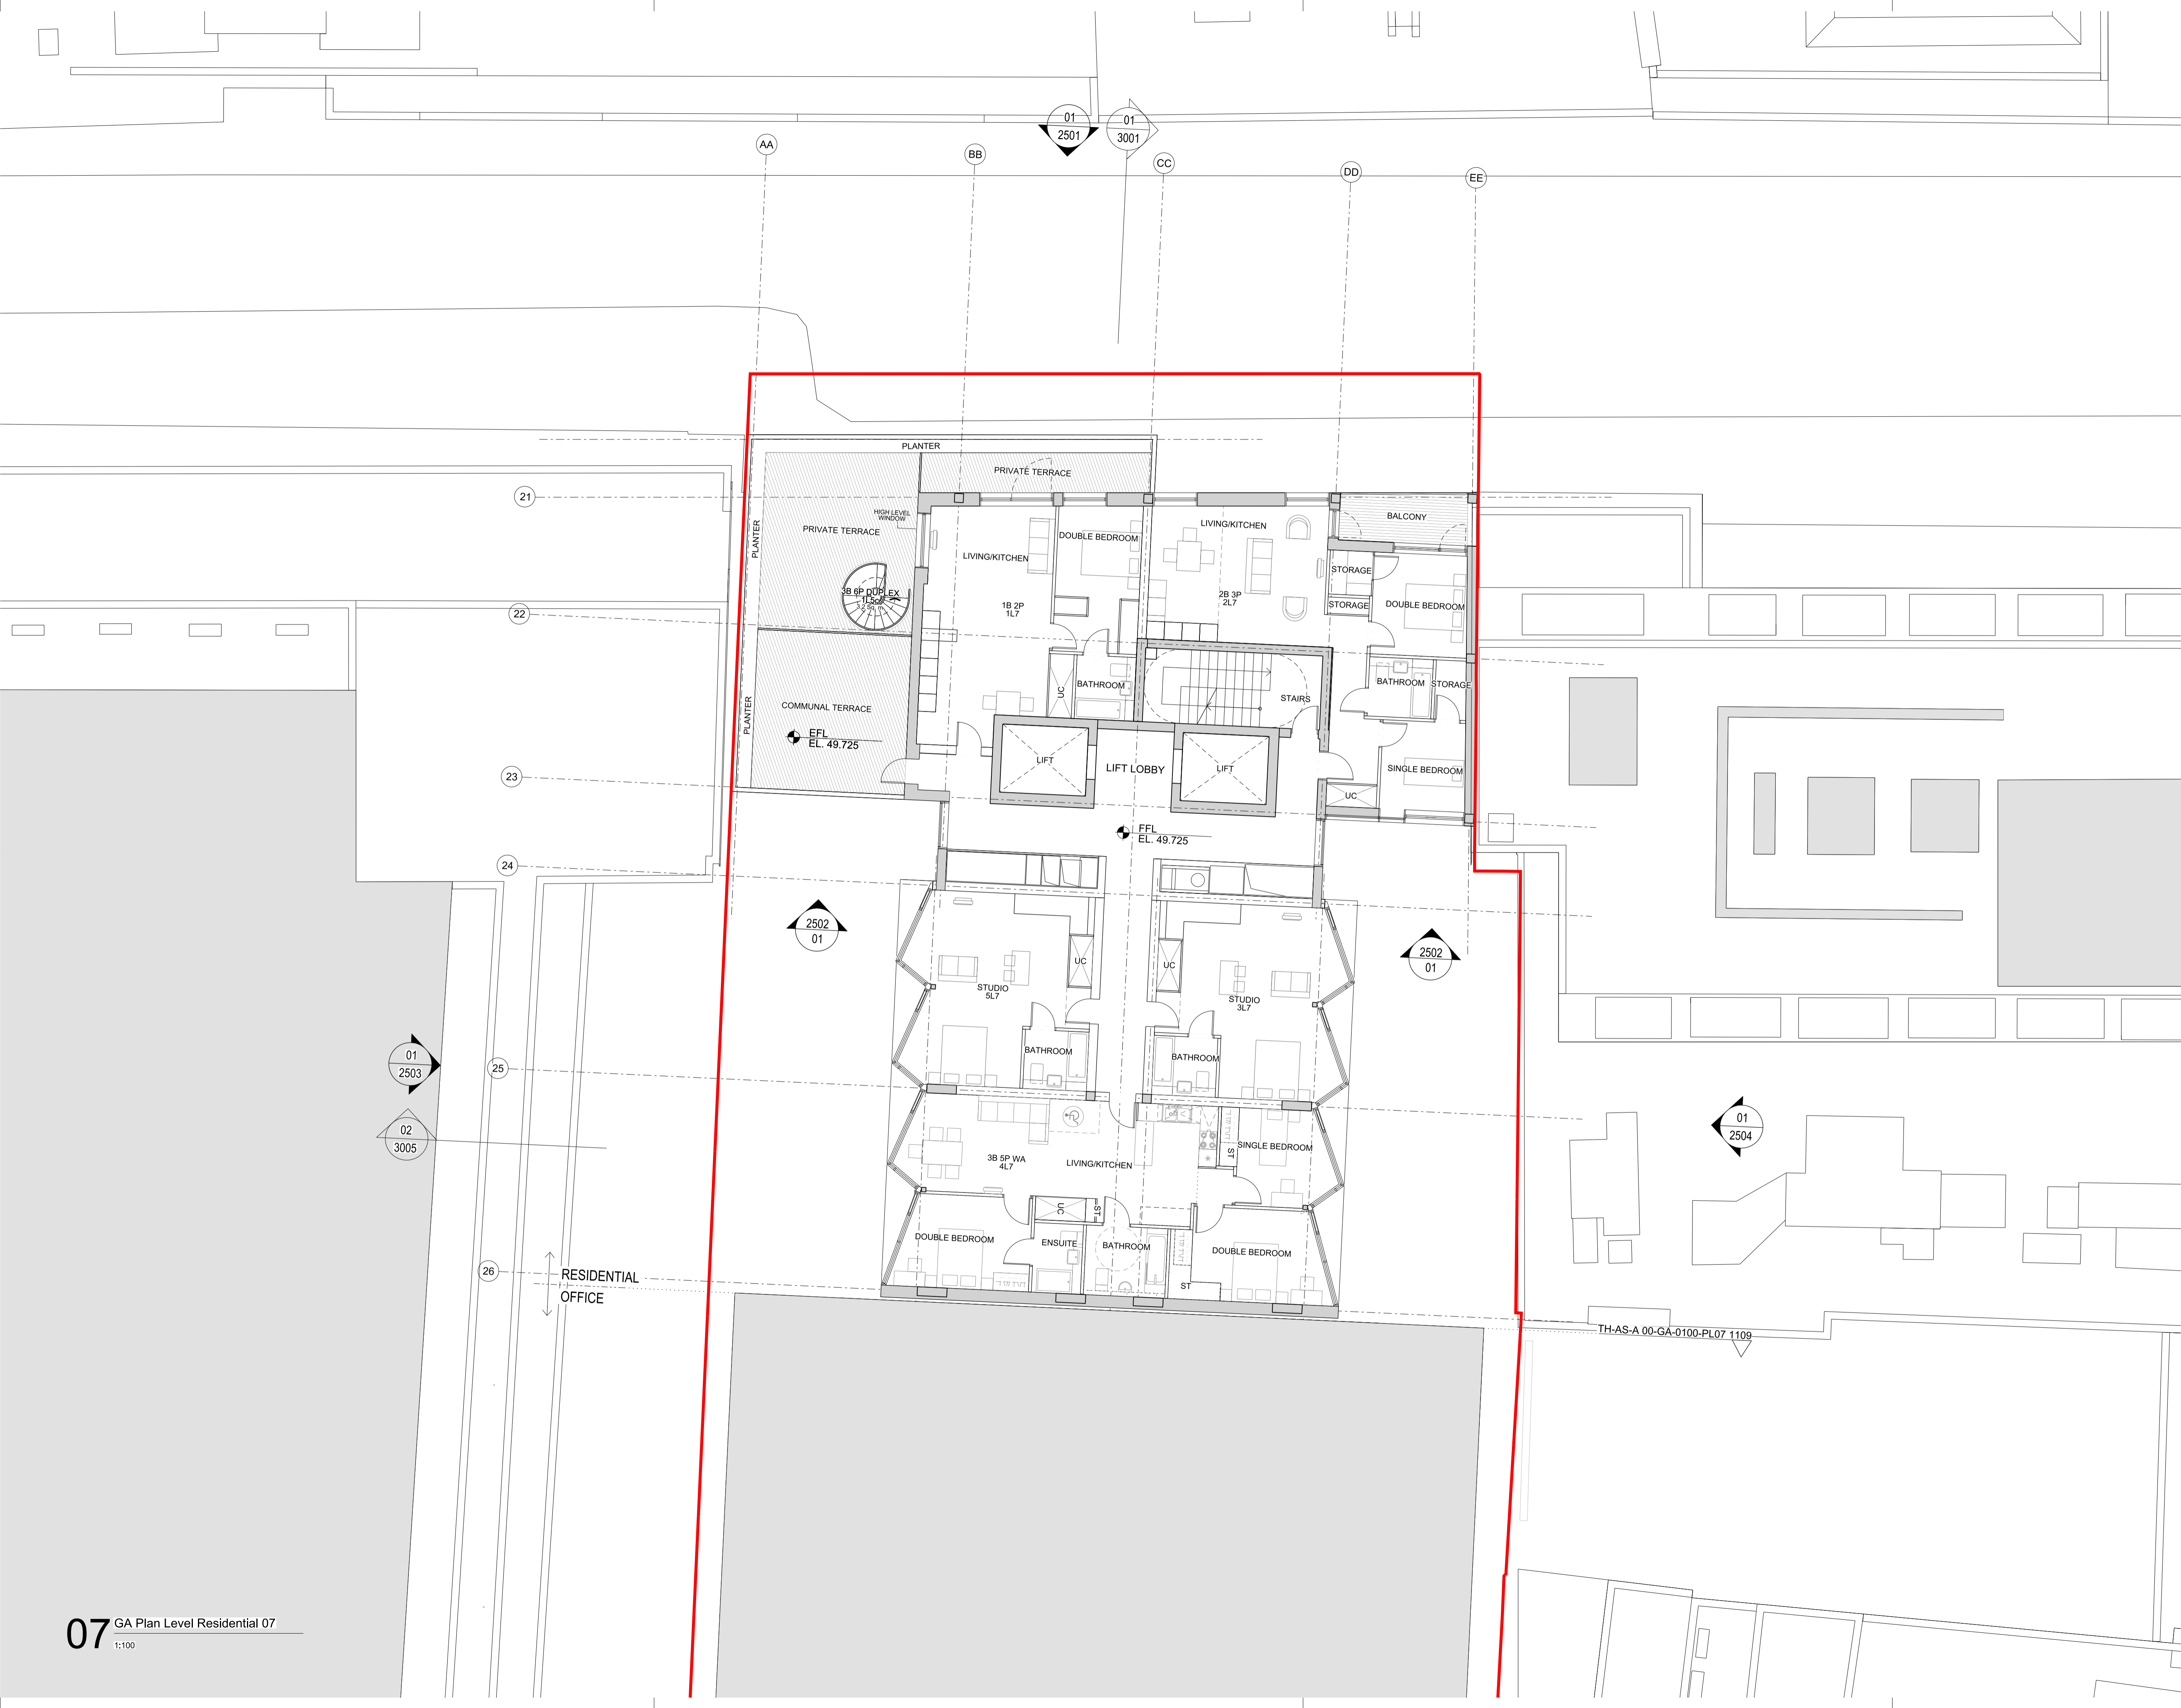 01
2501
01
3001
AA
BB
CC
DD
EE
PLANTER
PRIVATE TERRACE
21
HIGH LEVEL
WINDOW
PLANTER
PRIVATE TERRACE
LIVING/KITCHEN
DOUBLE BEDROOM
LIVING/KITCHEN
BALCONY
STORAGE
STORAGE
DOUBLE BEDROOM
3B 6P DUPLEX
1B 2P
1L7
2B 3P
2L7
22
PLANTER
COMMUNAL TERRACE
EFL
EL. 49.725
UC
BATHROOM
STAIRS
BATHROOM
STORAGE
LIFT
LIFT LOBBY
LIFT
SINGLE BEDROOM
UC
23
FFL
EL. 49.725
24
2502
01
2502
01
UC
UC
STUDIO
5L7
STUDIO
3L7
BATHROOM
BATHROOM
01
2503
25
02
3005
01
2504
3B 5P WA
4L7
LIVING/KITCHEN
ST
SINGLE BEDROOM
UC
ST
DOUBLE BEDROOM
ENSUITE
BATHROOM
DOUBLE BEDROOM
ST
26
RESIDENTIAL
OFFICE
TH-AS-A 00-GA-0100-PL07 1109
07
GA Plan Level Residential 07
1:100